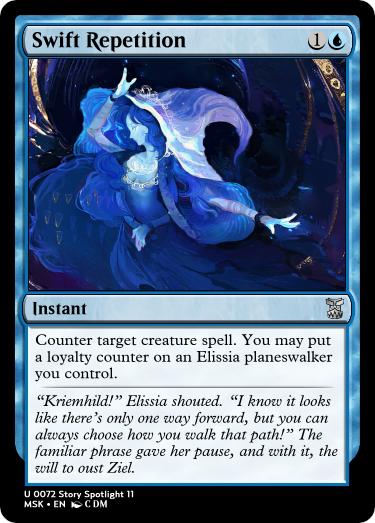 Swift Repetition
1
Instant
Counter target creature spell. You may put
a loyalty counter on an Elissia planeswalker
you control.
“Kriemhild!” Elissia shouted. “I know it looks
like there’s only one way forward, but you can
always choose how you walk that path!” The
familiar phrase gave her pause, and with it, the
will to oust Ziel.
U 0072 Story Spotlight 11
MSK • EN C DM